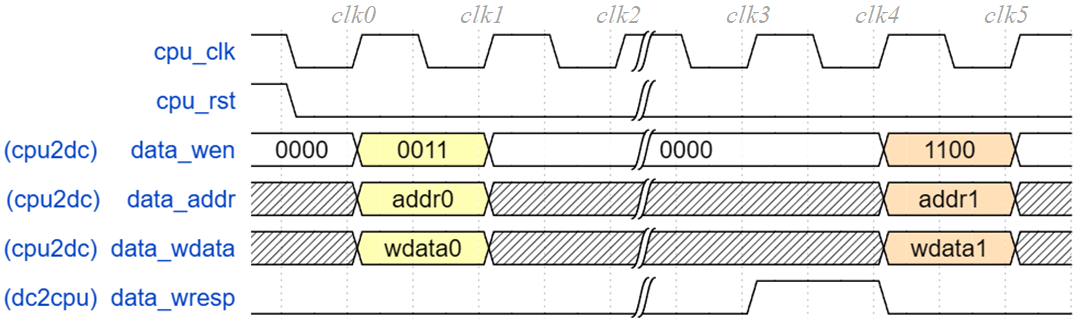 clk0 clk1 clk2 clk3 clk4 clk5
cpu_clk
cpu_rst
(cpu2dc) data_wen 0000 0011 0000 1100
(cpu2dc) data_addr addr0 addr1
(cpu2dc) data_wdata wdata0 wdata1
(dc2cpu) data_wresp